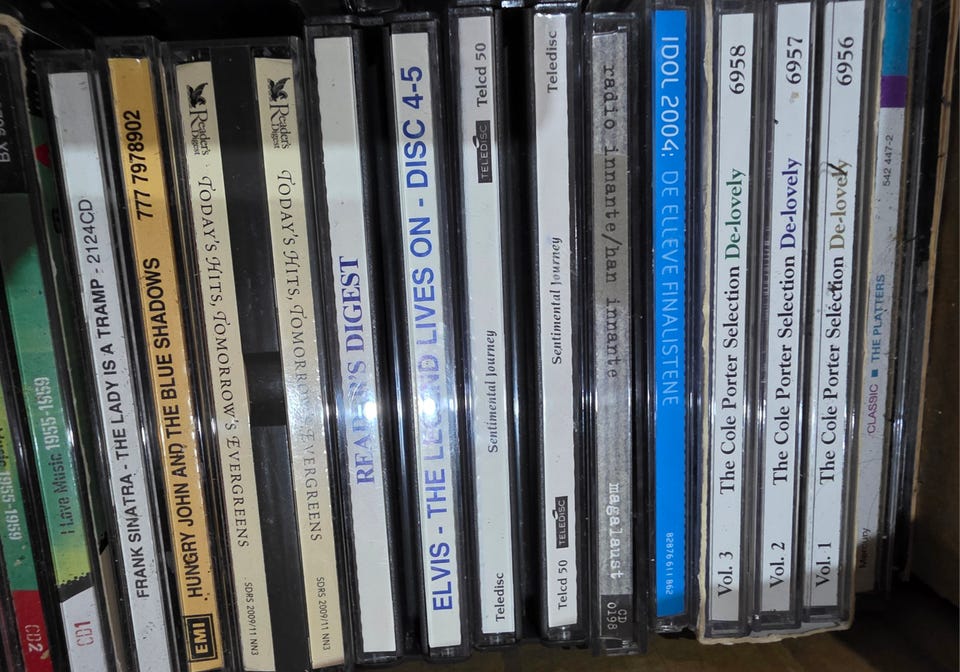 1955-1959
CD2
I Love Music 1955-1959
CD1
FRANK SINATRA - THE LADY IS A TRAMP - 2124CD
EMI
HUNGRY JOHN AND THE BLUE SHADOWS 777 7978902
Reader's Digest
TODAY'S HITS, TOMORROW'S EVERGREENS
SDRS 2009/11 NN3
Reader's Digest
TODAY'S HITS, TOMORROW'S EVERGREENS
SDRS 2009/11 NN3
READER'S DIGEST
ELVIS - THE LEGEND LIVES ON - DISC 4-5
Teledisc Sentimental Journey TELEDISC Telcd 50
Telcd 50 TELEDISC Sentimental Journey Teledisc
radio innante/han innante magalaust CD 0198
IDOL 2004: DE ELLEVE FINALISTENE 82876611862
Vol. 3 The Cole Porter Selection De-lovely 6958
Vol. 2 The Cole Porter Selection De-lovely 6957
Vol. 1 The Cole Porter Selection De-lovely 6956
CLASSIC ■ THE PLATTERS 542 447-2